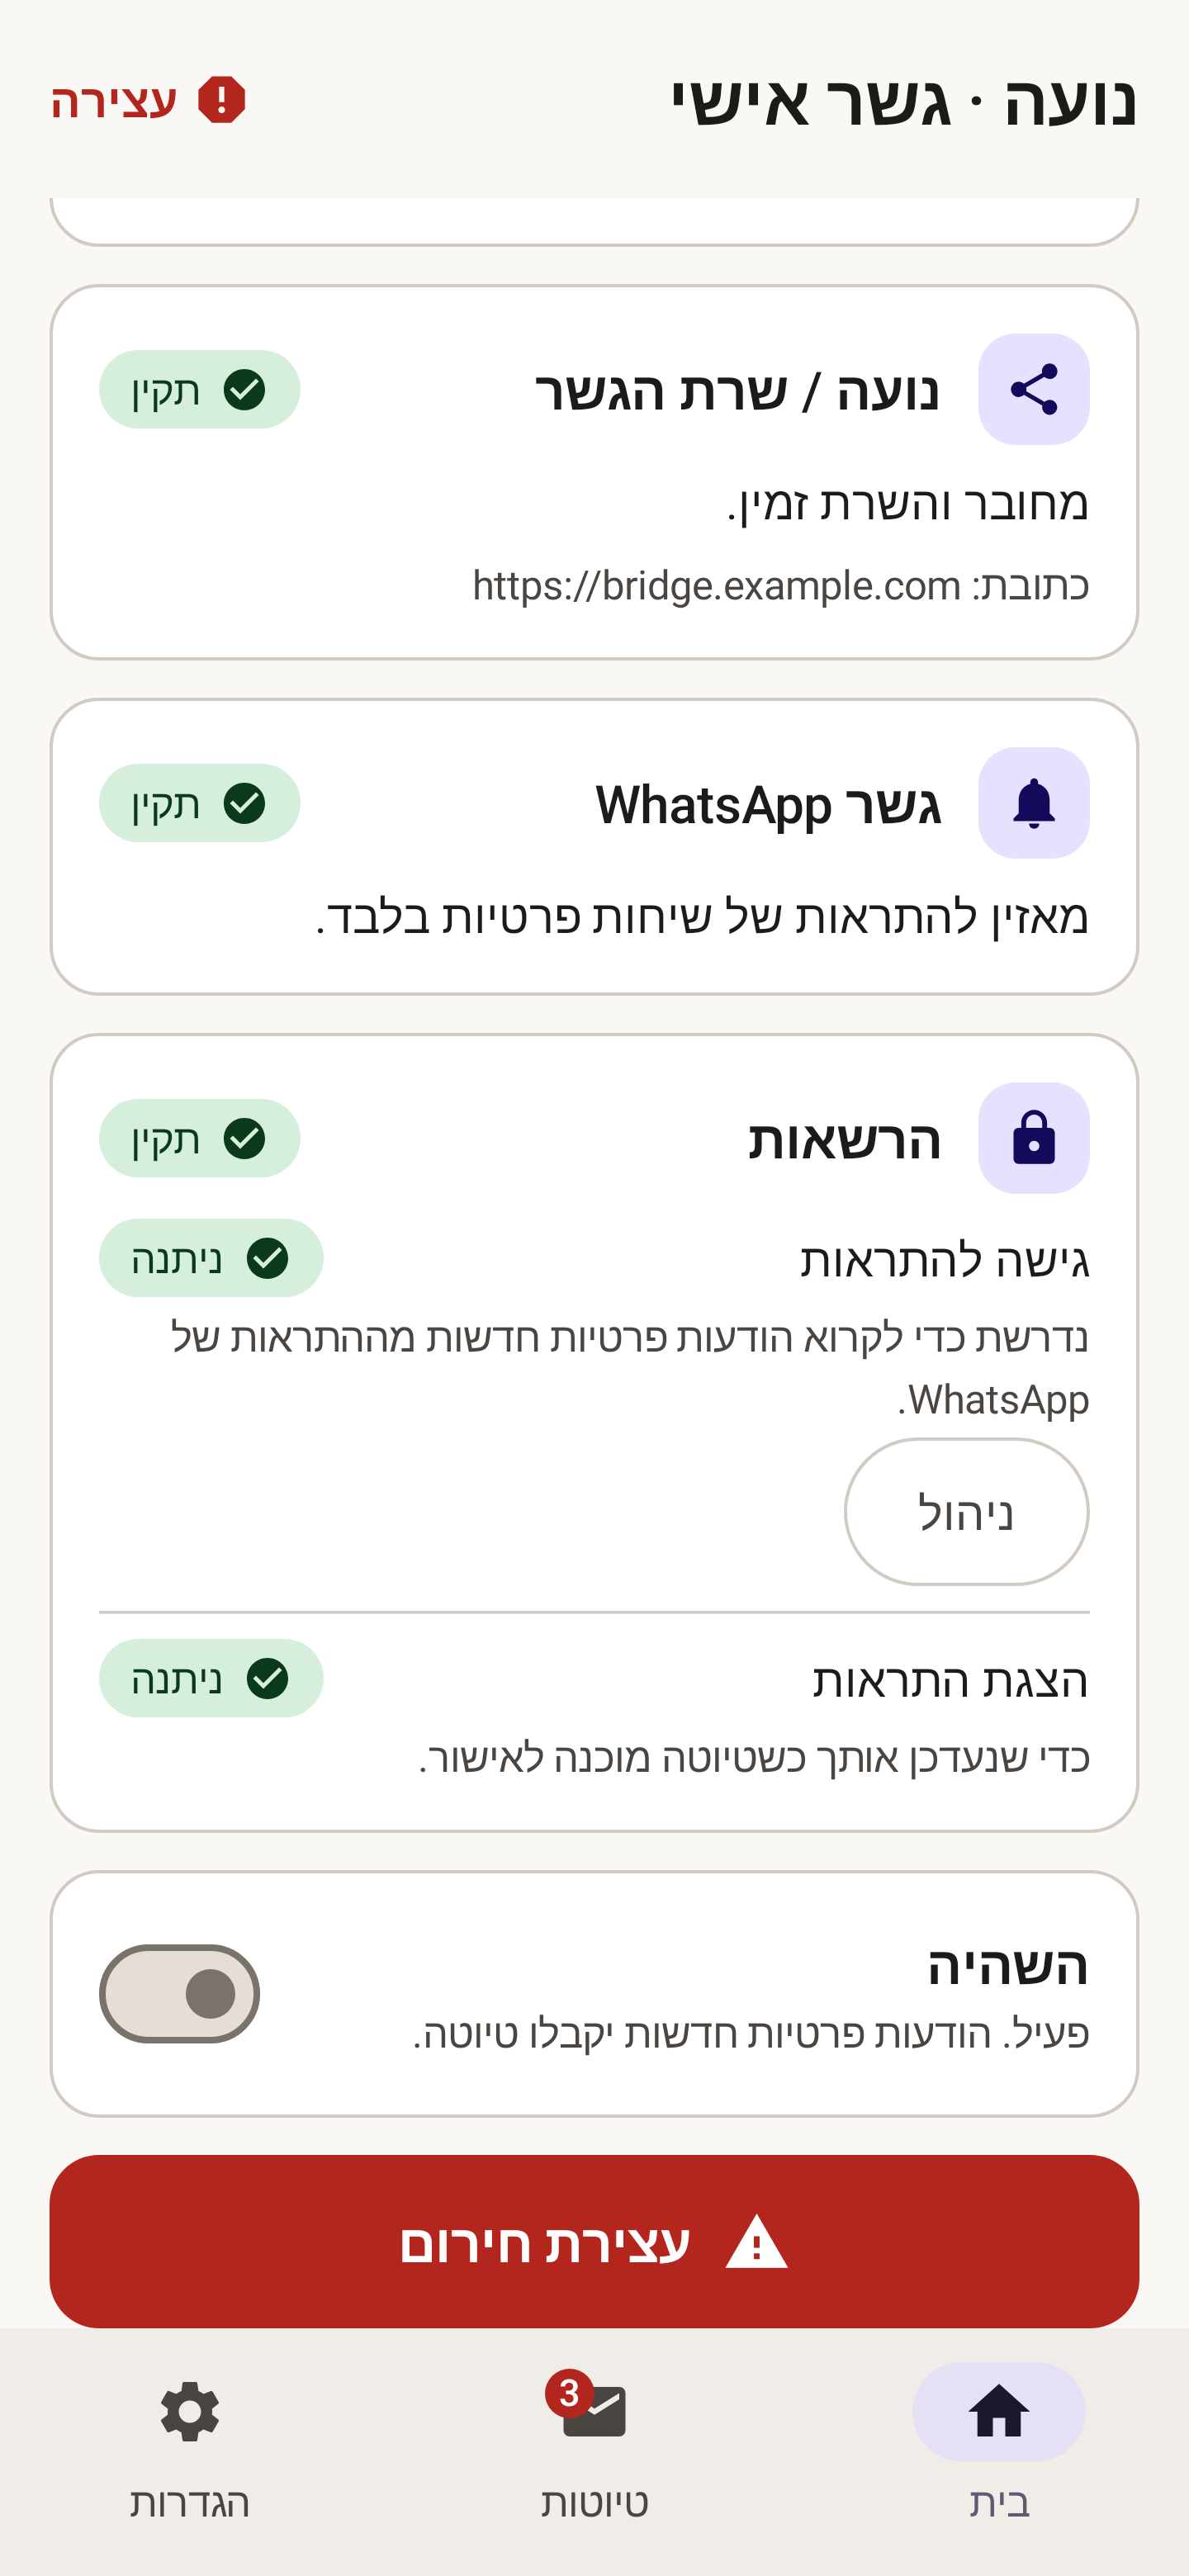 נועה · גשר אישי
עצירה
נועה / שרת הגשר
תקין
מחובר והשרת זמין.
כתובת: https://bridge.example.com
גשר WhatsApp
תקין
מאזין להתראות של שיחות פרטיות בלבד.
הרשאות
תקין
גישה להתראות
ניתנה
נדרשת כדי לקרוא הודעות פרטיות חדשות מההתראות של
WhatsApp.
ניהול
הצגת התראות
ניתנה
כדי שנעדכן אותך כשטיוטה מוכנה לאישור.
השהיה
פעיל. הודעות פרטיות חדשות יקבלו טיוטה.
עצירת חירום
בית
3
טיוטות
הגדרות